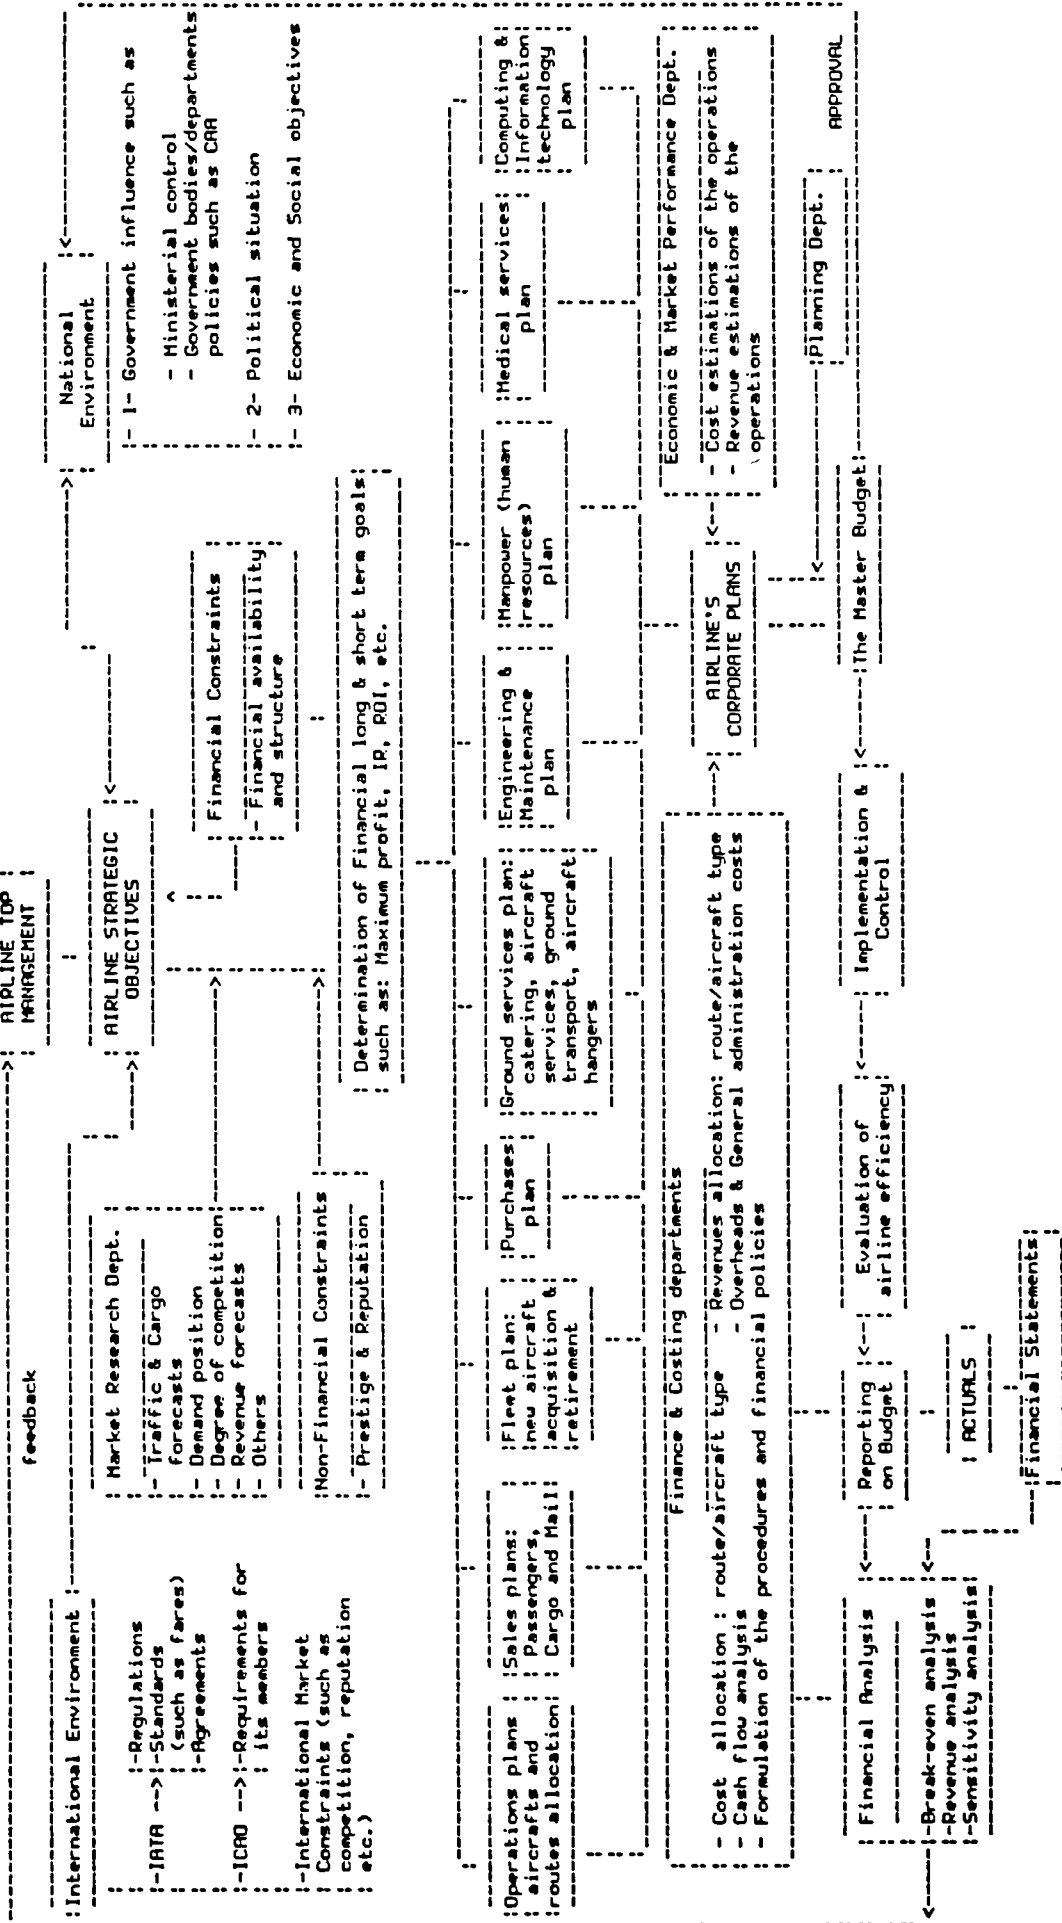 AIRLINE TOP
MANAGEMENT
feedback
International Environment
AIRLINE STRATEGIC
OBJECTIVES
National
Environment
-IATA -->
-Regulations
-Standards
(such as fares)
-Agreements
-ICAO -->
-Requirements for
its members
-International Market
Constraints (such as
competition, reputation
etc.)
Market Research Dept.
- Traffic & Cargo
forecasts
- Demand position
- Degree of competition
- Revenue forecasts
- Others
Non-Financial Constraints
- Prestige & Reputation
Financial Constraints
- Financial availability
and structure
- 1- Government influence such as
- Ministerial control
- Government bodies/departments
policies such as CAA
- 2- Political situation
- 3- Economic and Social objectives
Determination of Financial long & short term goals
such as: Maximum profit, IR, ROI, etc.
Operations plans
aircrafts and
routes allocation
Sales plans:
Passengers,
Cargo and Mail
Fleet plan:
new aircraft
acquisition &
retirement
Purchases
plan
Ground services plan:
catering, aircraft
services, ground
transport, aircraft
hangers
Engineering &
Maintenance
plan
Manpower (human
resources)
plan
Medical services
plan
Computing &
Information
technology
plan
Finance & Costing departments
- Cost allocation : route/aircraft type - Revenues allocation: route/aircraft type
- Cash flow analysis - Overheads & General administration costs
- Formulation of the procedures and financial policies
AIRLINE'S
CORPORATE PLANS
Economic & Market Performance Dept.
- Cost estimations of the operations
- Revenue estimations of the
operations
Planning Dept.
APPROVAL
Financial Analysis
-Break-even analysis
-Revenue analysis
-Sensitivity analysis
Reporting
on Budget
Evaluation of
airline efficiency
Implementation &
Control
The Master Budget
ACTUALS
Financial Statements